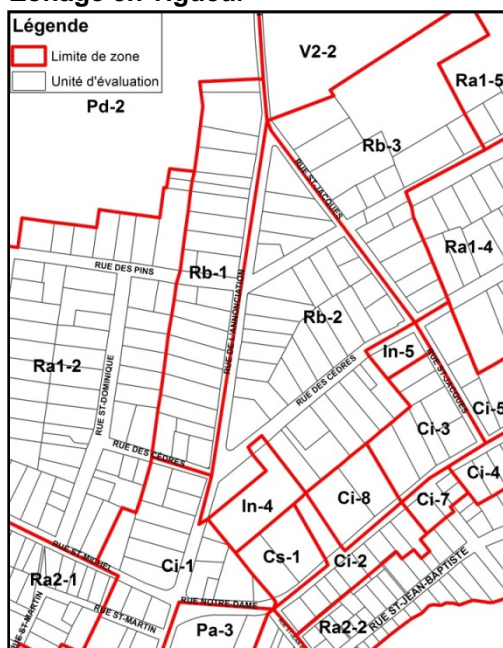 Zonage en vigueur
Légende
Limite de zone
Unité d'évaluation
V2-2
Ra1-5
Pd-2
Rb-3
RUE ST-JACQUES
Ra1-4
RUE DES PINS
Rb-1
RUE DE L'ANNONCIATION
Rb-2
In-5
RUE ST-JACQUES
Ra1-2
RUE ST-DOMINIQUE
RUE DES CÈDRES
Ci-5
Ci-3
RUE DES CÈDRES
Ci-4
In-4
Ci-8
Ci-7
RUE ST-MICHEL
Ci-1
Cs-1
Ci-2
Ra2-1
RUE ST-MARTIN
RUE ST-MARTIN
RUE NOTRE-DAME
Pa-3
Ra2-2
RUE ST-JEAN-BAPTISTE